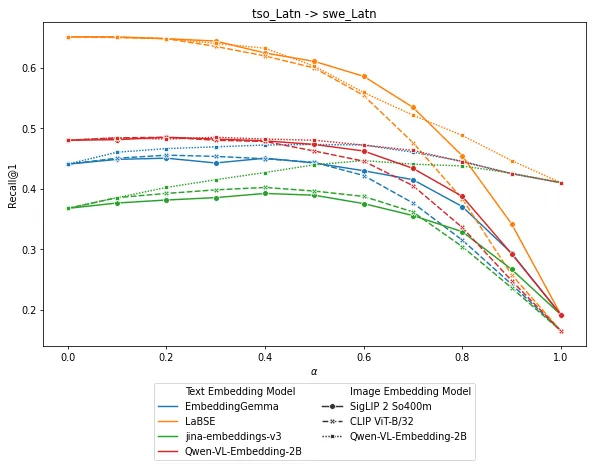 tso_Latn -> swe_Latn
Recall@1
0.6
0.5
0.4
0.3
0.2
0.0 0.2 0.4 0.6 0.8 1.0
α
Text Embedding Model Image Embedding Model
EmbeddingGemma SigLIP 2 So400m
LaBSE CLIP ViT-B/32
jina-embeddings-v3 Qwen-VL-Embedding-2B
Qwen-VL-Embedding-2B